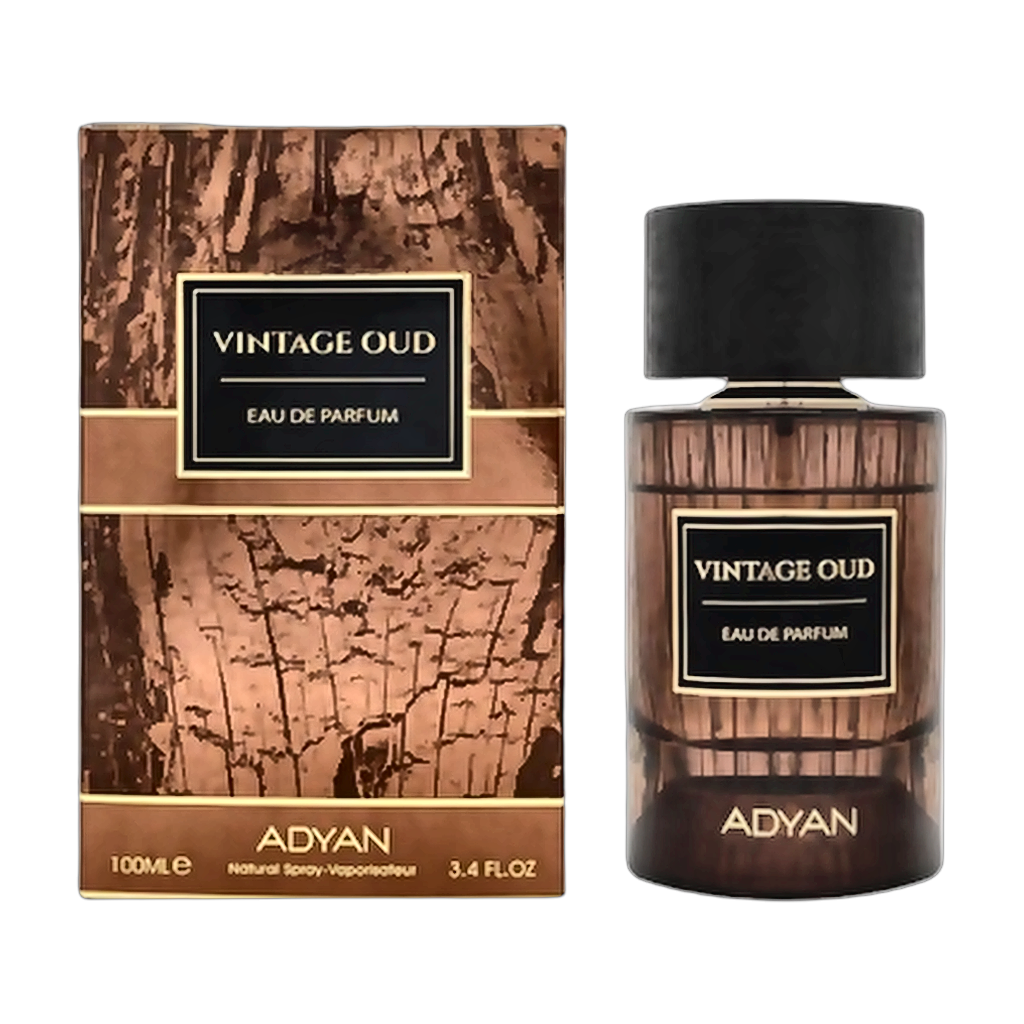 VINTAGE OUD
EAU DE PARFUM
ADYAN
100ML e
Natural Spray-Vaporisateur
3.4 FL.OZ
VINTAGE OUD
EAU DE PARFUM
ADYAN